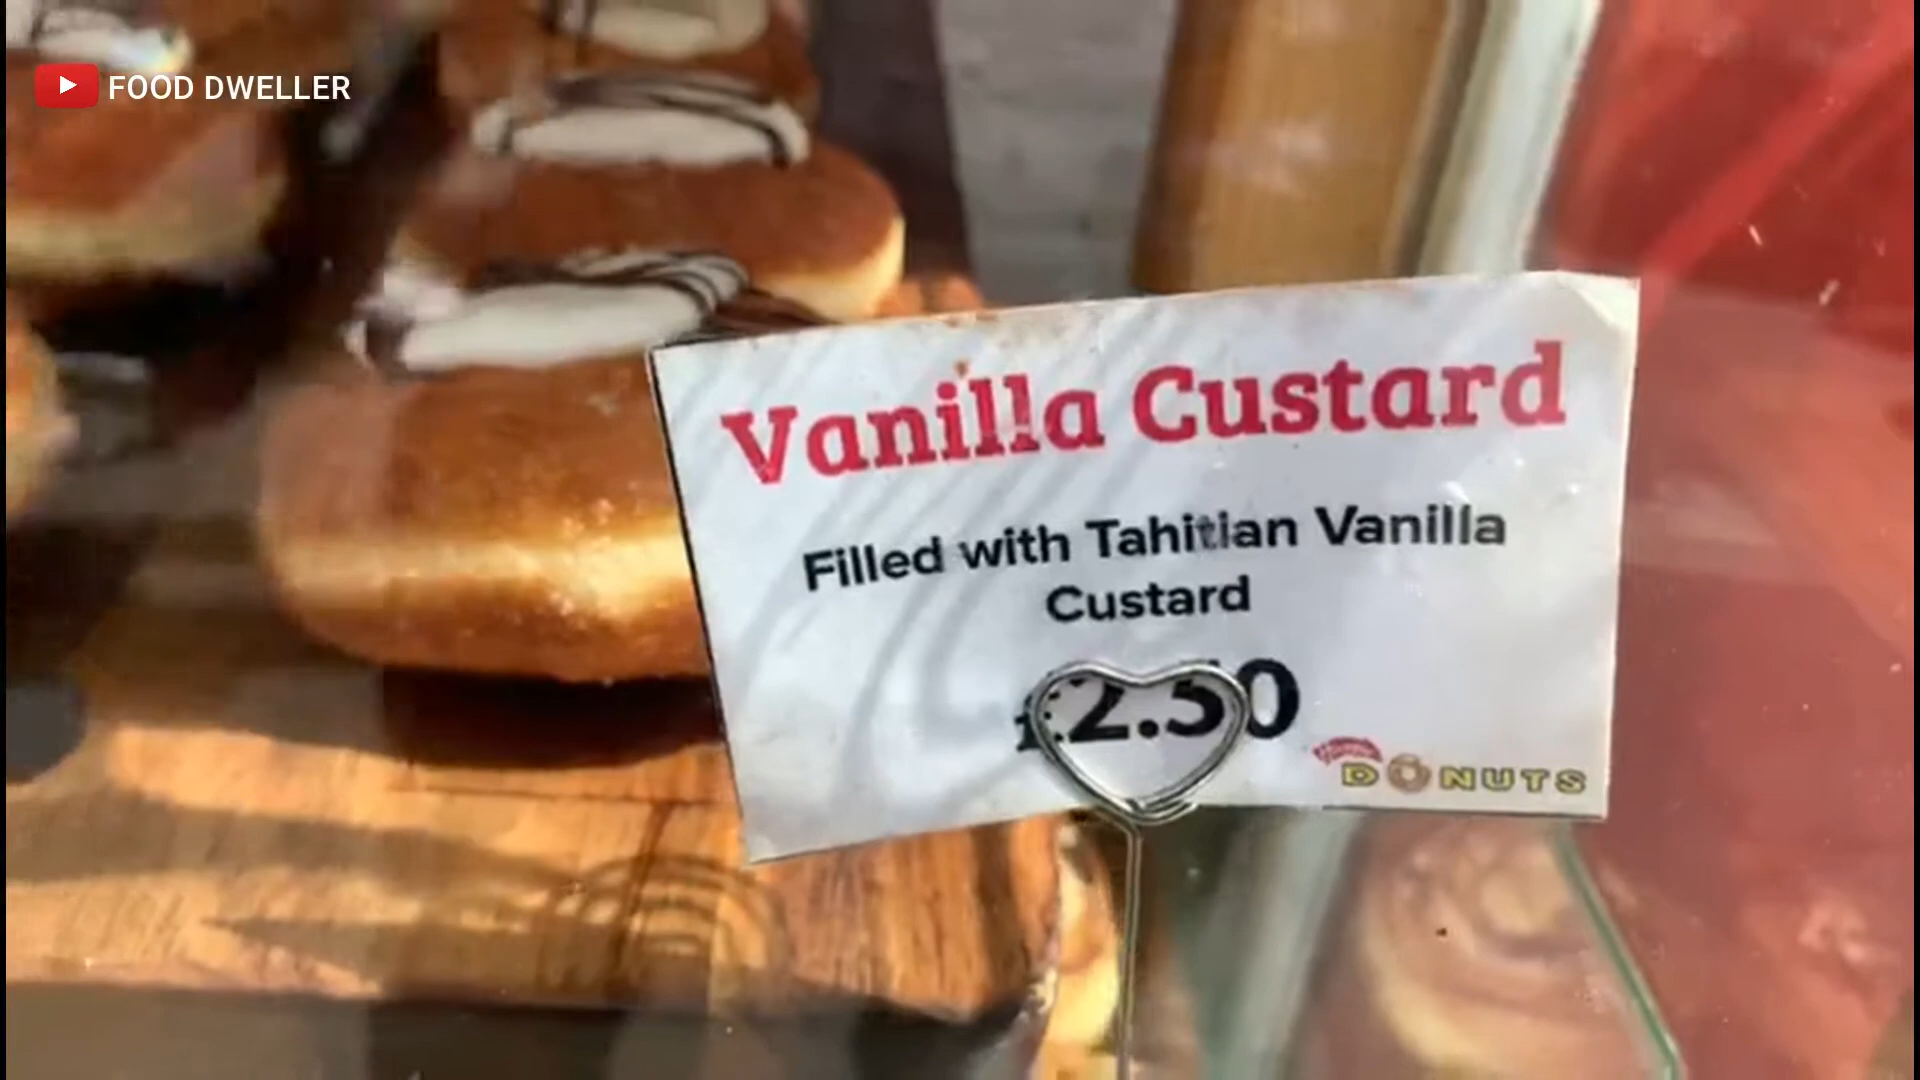 FOOD DWELLER
Vanilla Custard
Filled with Tahitian Vanilla
Custard
£2.50
DONUTS